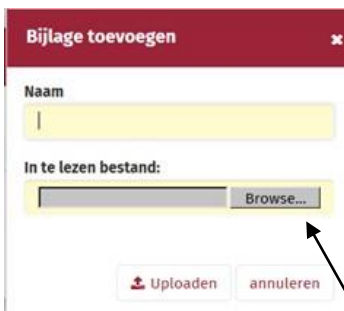 Bijlage toevoegen ×
Naam
In te lezen bestand:
Browse...
Uploaden annuleren